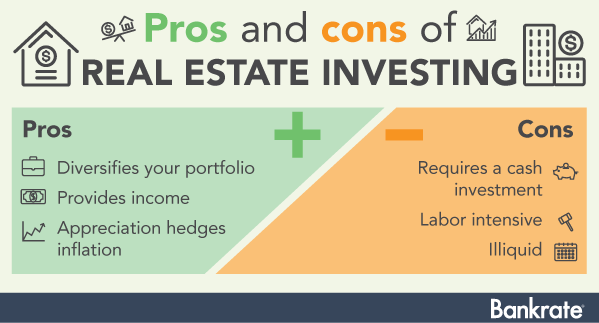 Pros and cons of
REAL ESTATE INVESTING
Pros
Diversifies your portfolio
Provides income
Appreciation hedges
inflation
Cons
Requires a cash
investment
Labor intensive
Illiquid
Bankrate